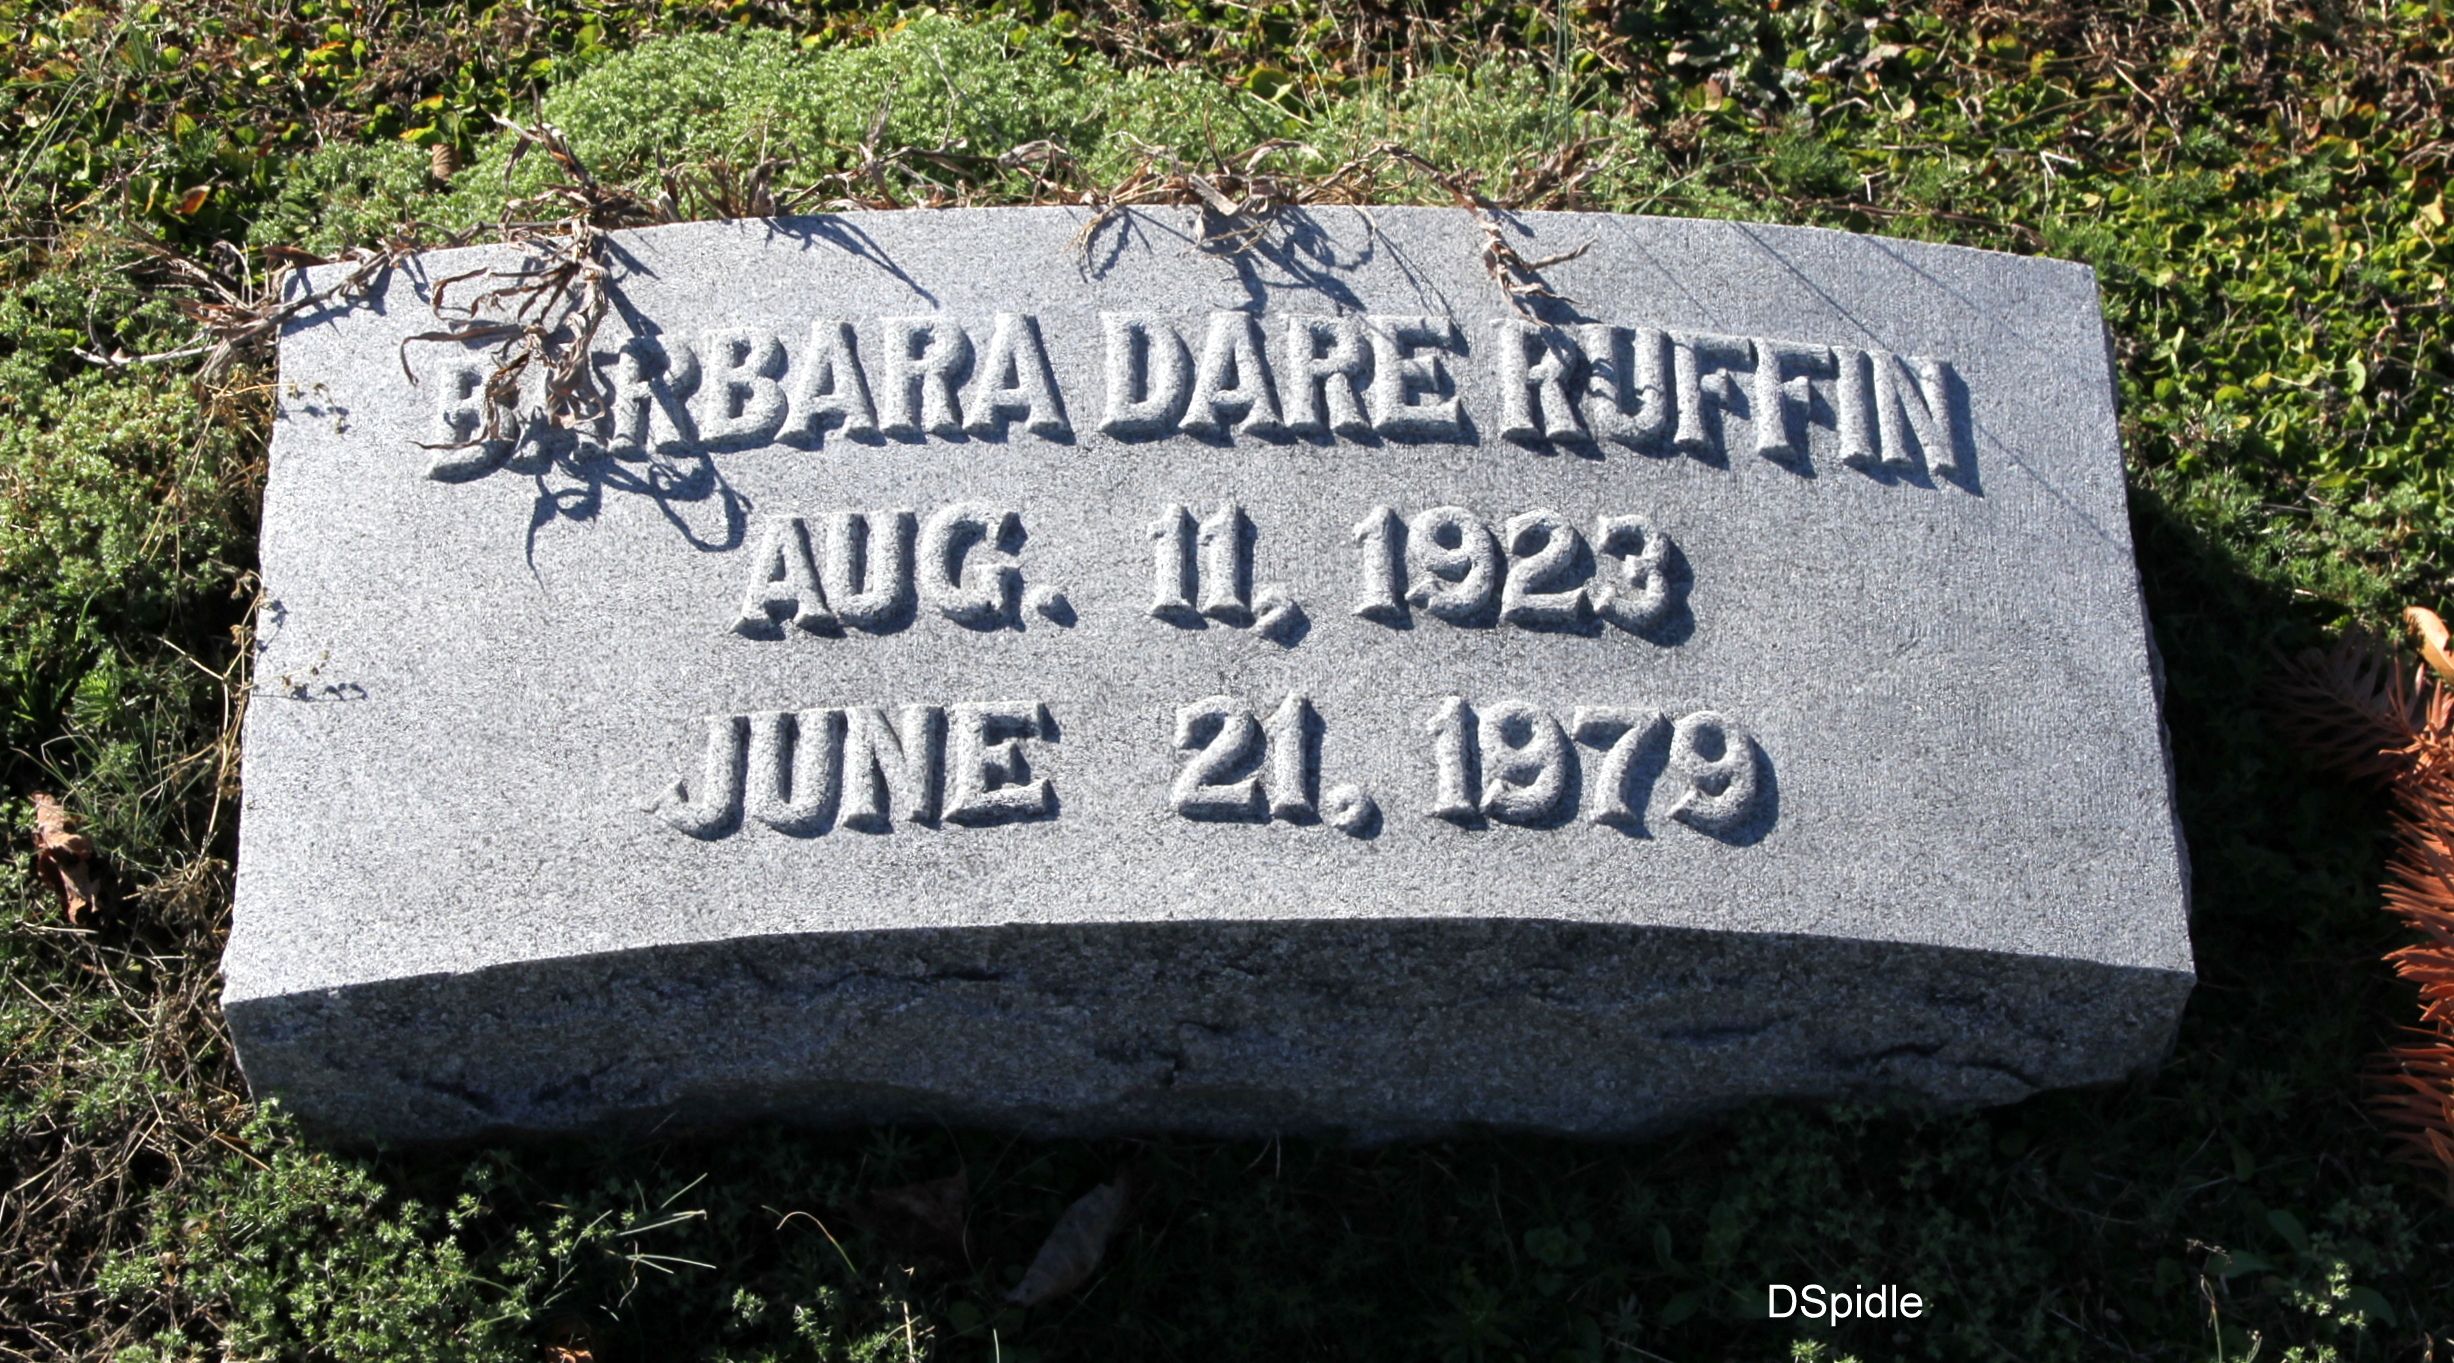 BARBARA DARE RUFFIN
AUG. 11, 1923
JUNE 21, 1979
DSpidle